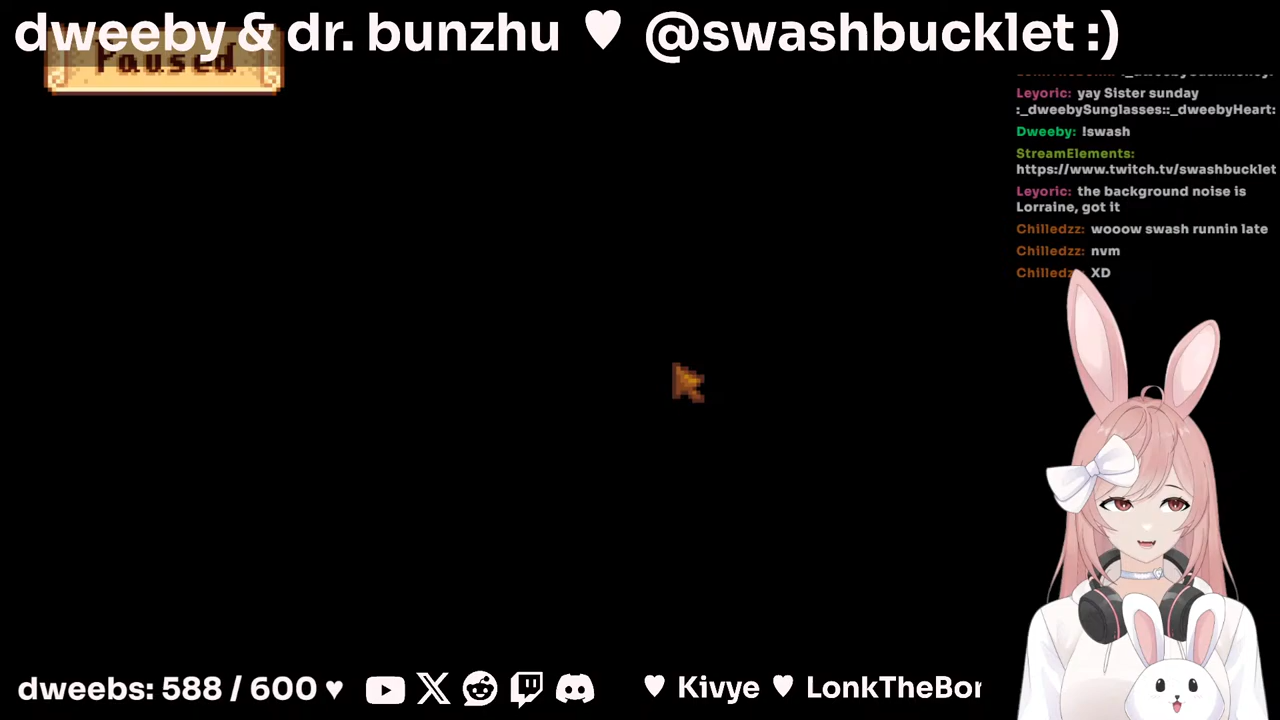 dweeby & dr. bunzhu ♥ @swashbucklet :)
Paused
Leyoric: yay Sister sunday
:_dweebySunglasses::_dweebyHeart:
Dweeby: !swash
StreamElements:
https://www.twitch.tv/swashbucklet
Leyoric: the background noise is
Lorraine, got it
Chilledzz: wooow swash runnin late
Chilledzz: nvm
Chilledzz: XD
dweebs: 588 / 600 ♥
♥ Kivye ♥ LonkTheBor